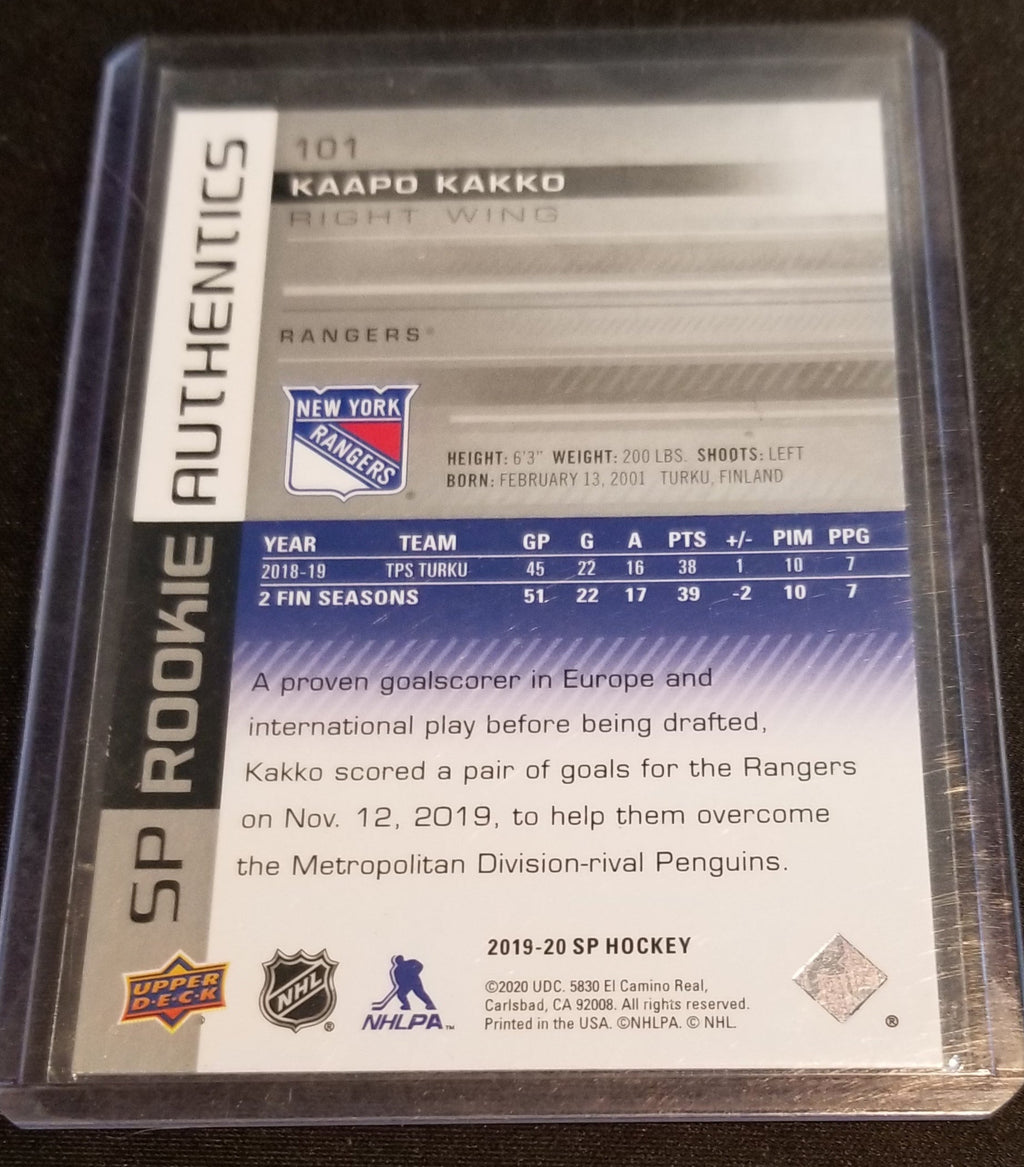 SP ROOKIE AUTHENTICS
101
KAAPO KAKKO
RIGHT WING
RANGERS®
NEW YORK
RANGERS
HEIGHT: 6'3" WEIGHT: 200 LBS. SHOOTS: LEFT
BORN: FEBRUARY 13, 2001 TURKU, FINLAND
YEAR TEAM GP G A PTS +/- PIM PPG
2018-19 TPS TURKU 45 22 16 38 1 10 7
2 FIN SEASONS 51 22 17 39 -2 10 7
A proven goalscorer in Europe and
international play before being drafted,
Kakko scored a pair of goals for the Rangers
on Nov. 12, 2019, to help them overcome
the Metropolitan Division-rival Penguins.
2019-20 SP HOCKEY
©2020 UDC. 5830 El Camino Real,
Carlsbad, CA 92008. All rights reserved.
Printed in the USA. ©NHLPA. © NHL.
UPPER
D·E·C·K
NHL ®
NHLPA™
®